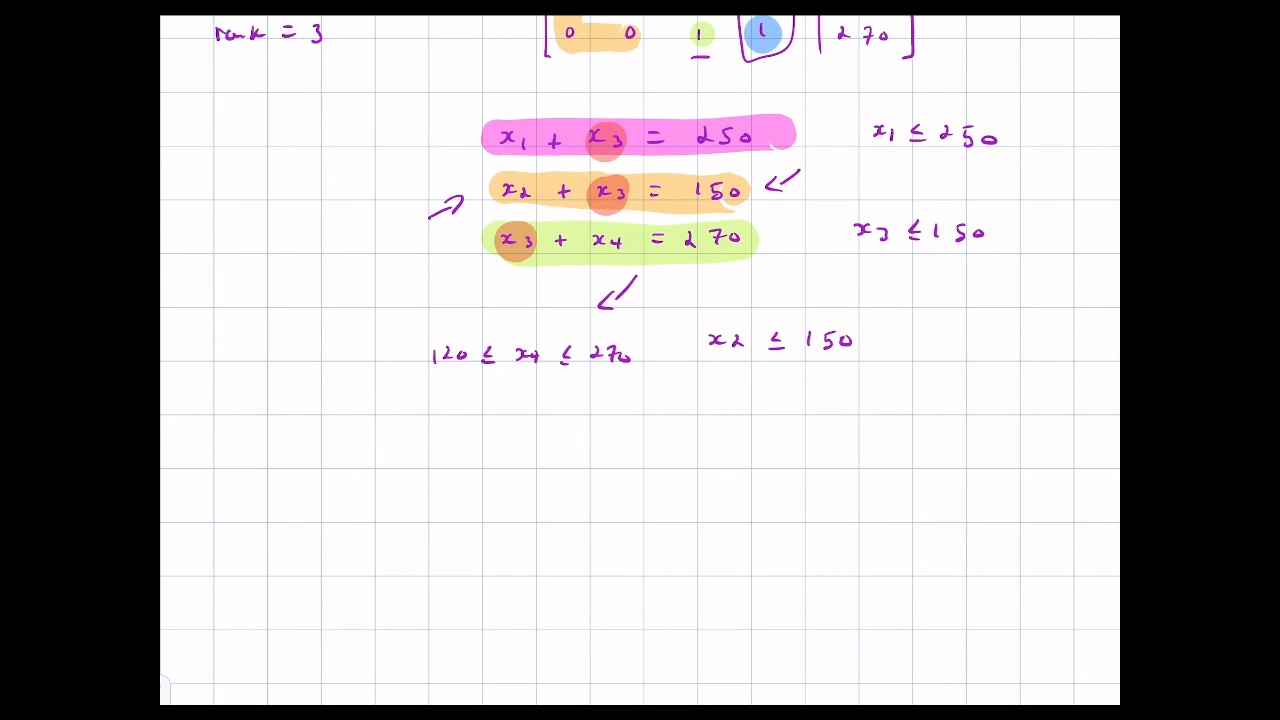 rank = 3
0 0 1 1 | 270
x1 + x3 = 250
x1 ≤ 250
x2 + x3 = 150
x3 + x4 = 270
x3 ≤ 150
120 ≤ x4 ≤ 270
x2 ≤ 150